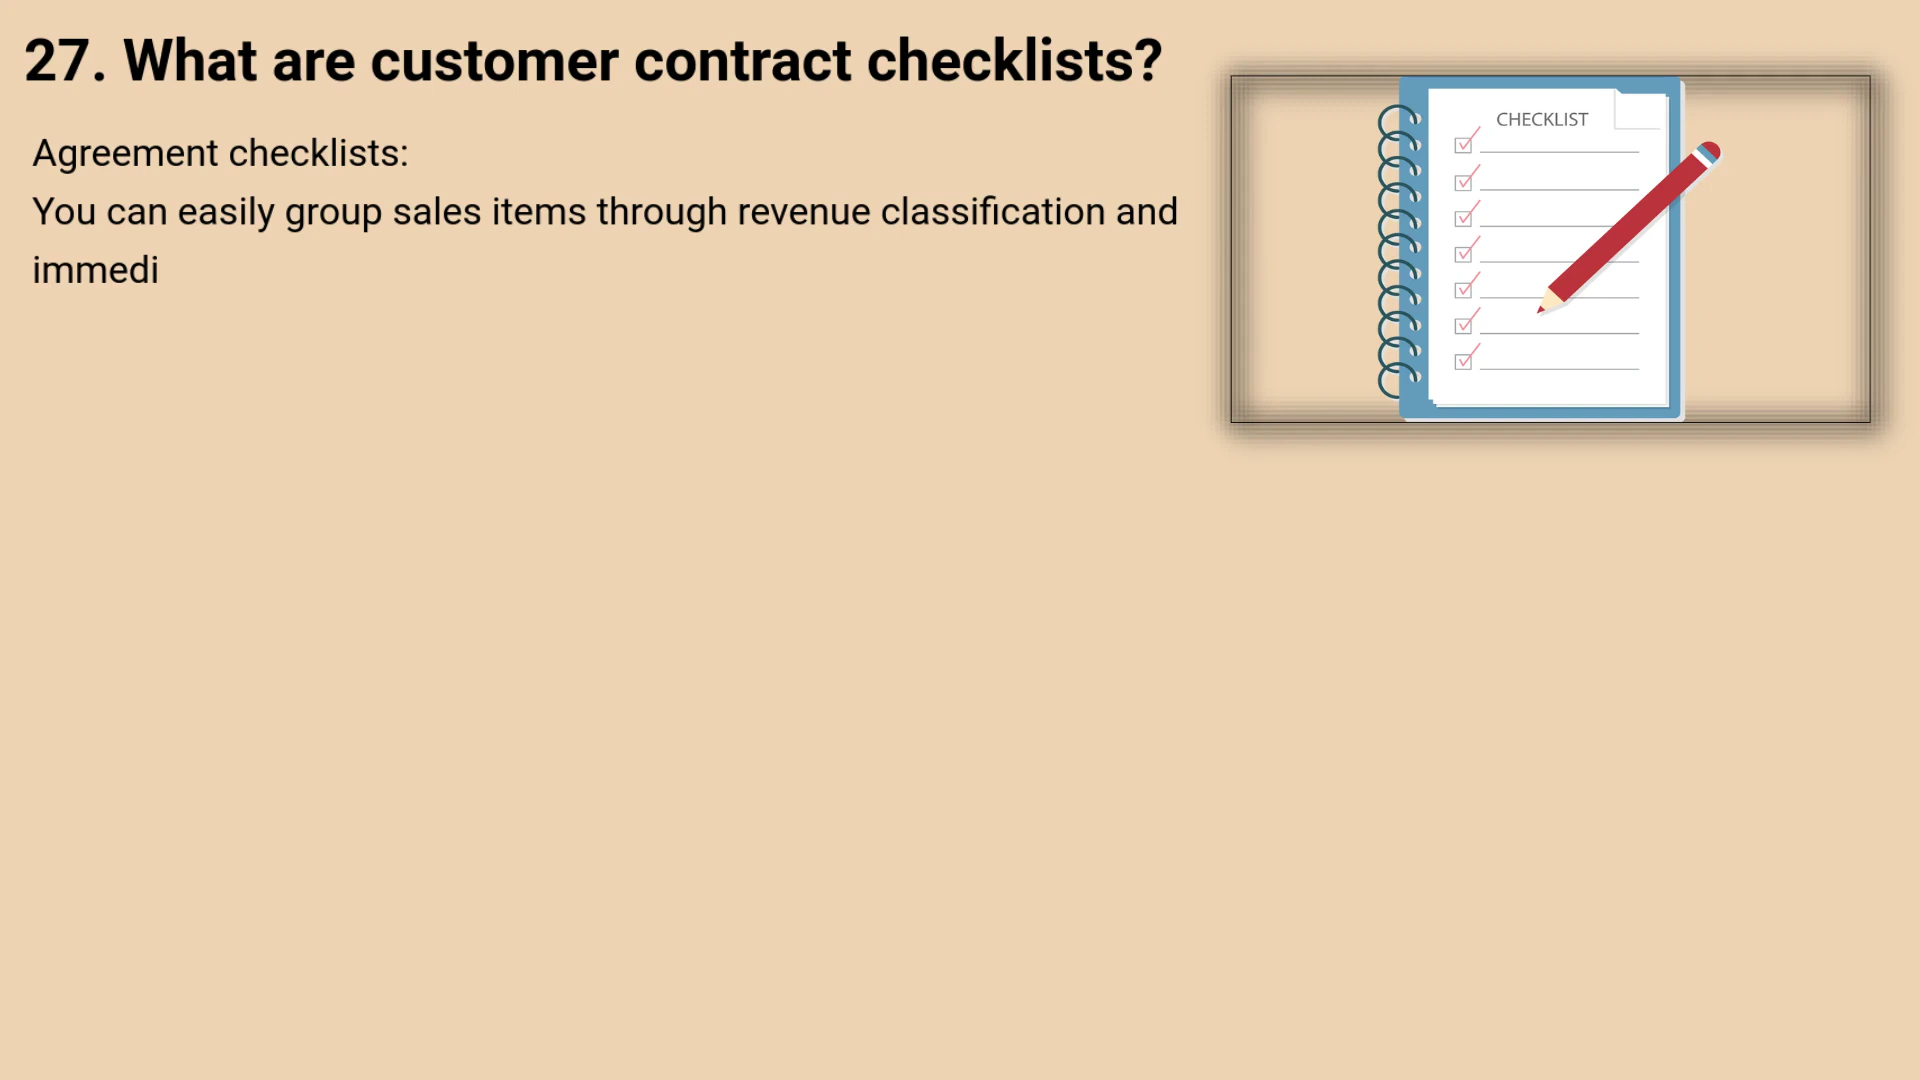 27. What are customer contract checklists?
Agreement checklists:
You can easily group sales items through revenue classification and
immedi
CHECKLIST